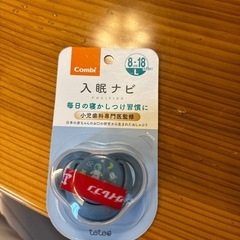 Combi
8-18
L
入眠ナビ
PACIFIER
毎日の寝かしつけ習慣に
小児歯科専門医監修
teteo